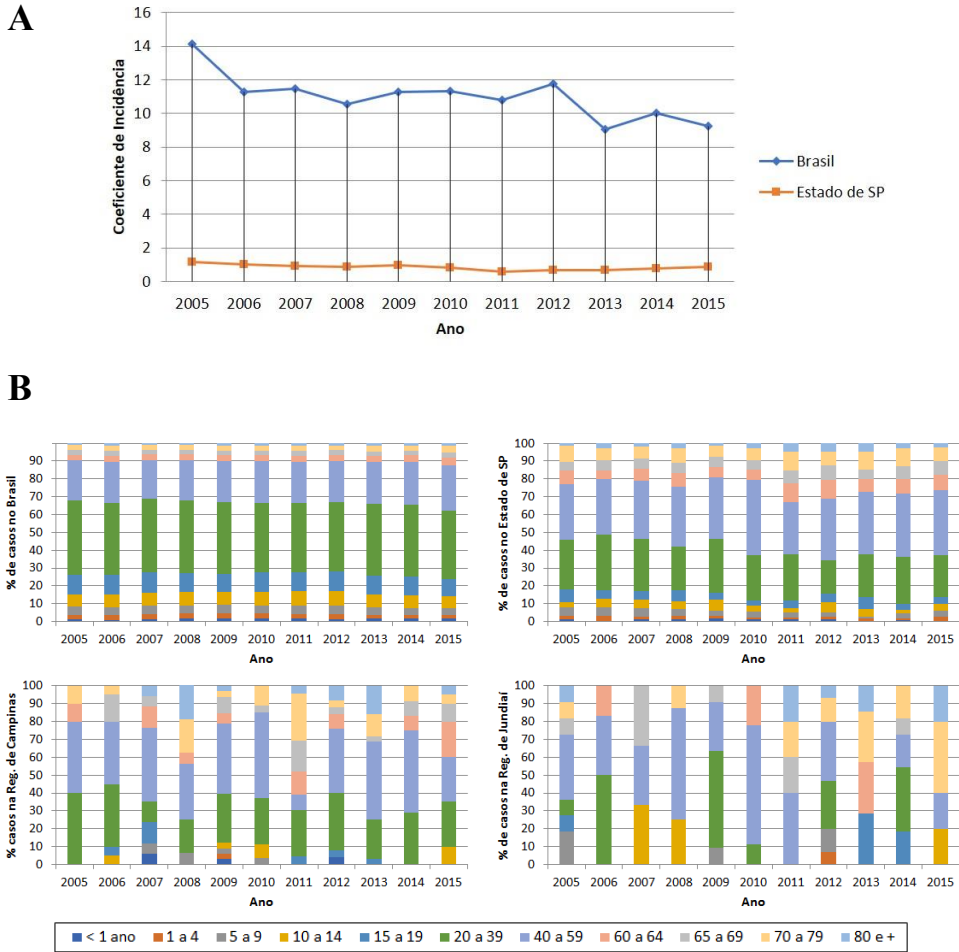 A
16
14
12
10
8
6
4
2
0
Coeficiente de Incidência
2005 2006 2007 2008 2009 2010 2011 2012 2013 2014 2015
Ano
Brasil
Estado de SP
B
% de casos no Brasil
90
80
70
60
50
40
30
20
10
0
2005 2006 2007 2008 2009 2010 2011 2012 2013 2014 2015
Ano
% de casos no Estado de SP
100
90
80
70
60
50
40
30
20
10
0
2005 2006 2007 2008 2009 2010 2011 2012 2013 2014 2015
Ano
% casos na Reg. de Campinas
100
90
80
70
60
50
40
30
20
10
0
2005 2006 2007 2008 2009 2010 2011 2012 2013 2014 2015
Ano
% de casos na Reg. de Jundiaí
100
90
80
70
60
50
40
30
20
10
0
2005 2006 2007 2008 2009 2010 2011 2012 2013 2014 2015
Ano
< 1 ano 1 a 4 5 a 9 10 a 14 15 a 19 20 a 39 40 a 59 60 a 64 65 a 69 70 a 79 80 e +